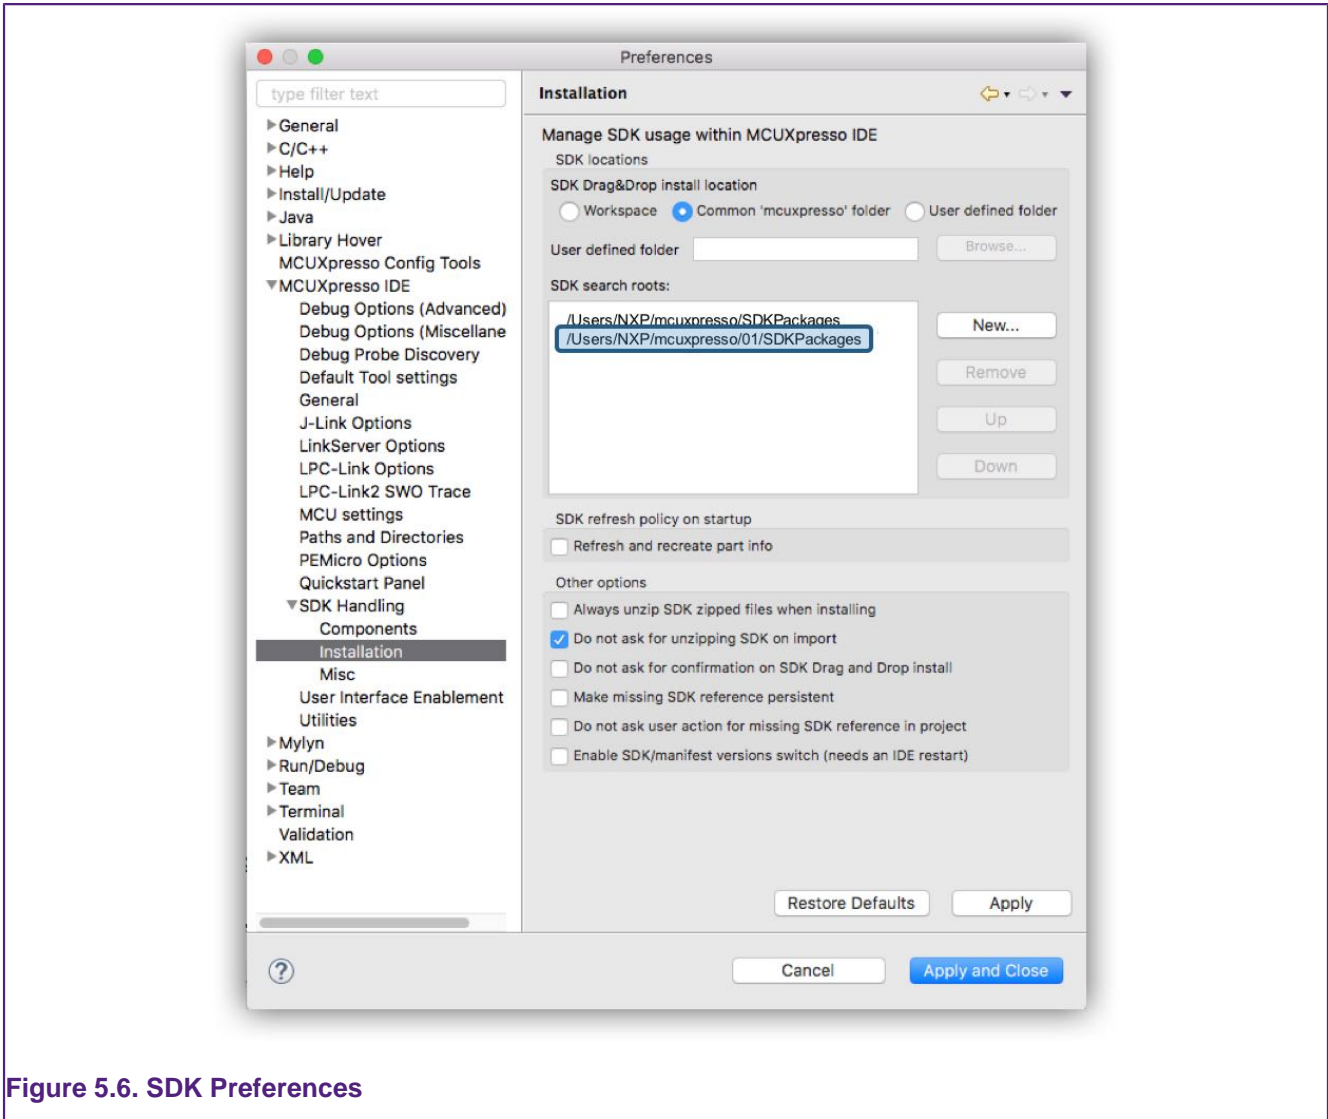 Preferences
type filter text
Installation
General
C/C++
Help
Install/Update
Java
Library Hover
MCUXpresso Config Tools
MCUXpresso IDE
Debug Options (Advanced)
Debug Options (Miscellane
Debug Probe Discovery
Default Tool settings
General
J-Link Options
LinkServer Options
LPC-Link Options
LPC-Link2 SWO Trace
MCU settings
Paths and Directories
PEMicro Options
Quickstart Panel
SDK Handling
Components
Installation
Misc
User Interface Enablement
Utilities
Mylyn
Run/Debug
Team
Terminal
Validation
XML
Manage SDK usage within MCUXpresso IDE
SDK locations
SDK Drag&Drop install location
Workspace Common 'mcuxpresso' folder User defined folder
User defined folder Browse...
SDK search roots:
/Users/NXP/mcuxpresso/SDKPackages
/Users/NXP/mcuxpresso/01/SDKPackages
New...
Remove
Up
Down
SDK refresh policy on startup
Refresh and recreate part info
Other options
Always unzip SDK zipped files when installing
Do not ask for unzipping SDK on import
Do not ask for confirmation on SDK Drag and Drop install
Make missing SDK reference persistent
Do not ask user action for missing SDK reference in project
Enable SDK/manifest versions switch (needs an IDE restart)
Restore Defaults Apply
? Cancel Apply and Close
Figure 5.6. SDK Preferences